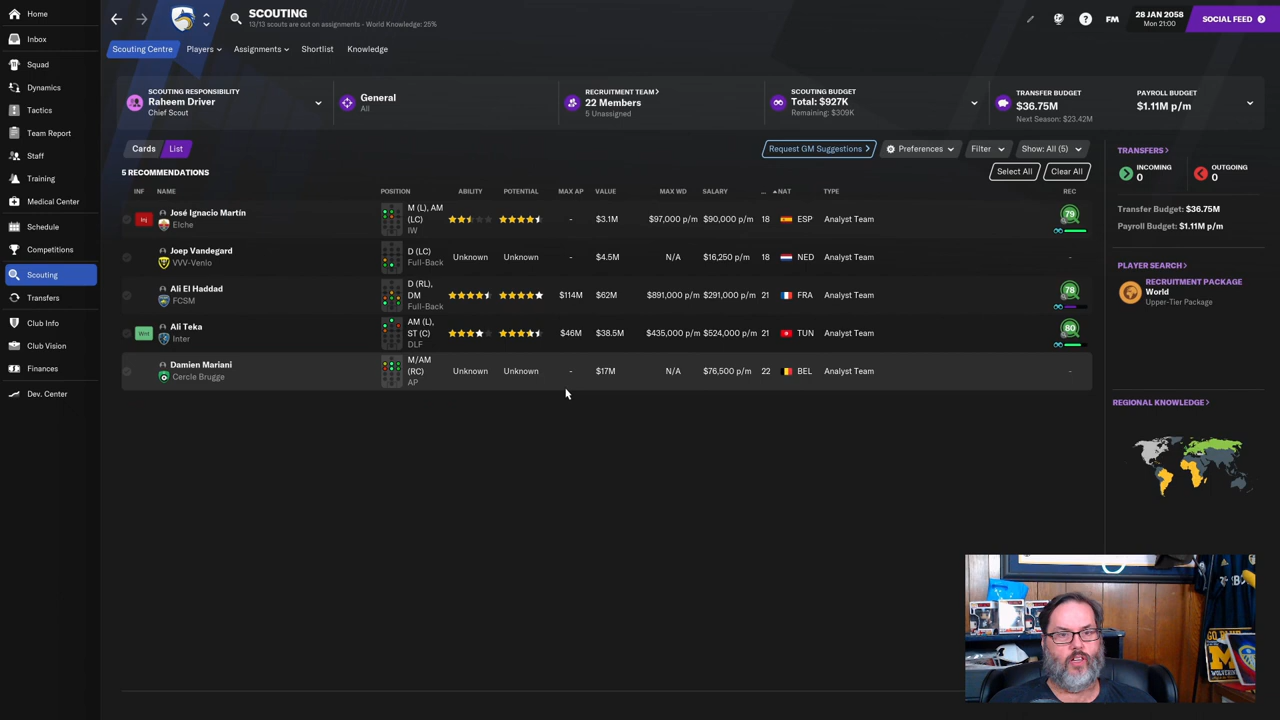 Home
Inbox
Squad
Dynamics
Tactics
Team Report
Staff
Training
Medical Center
Schedule
Competitions
Scouting
Transfers
Club Info
Club Vision
Finances
Dev. Center
SCOUTING
13/13 scouts are out on assignments - World Knowledge: 25%
FM
28 JAN 2058
Mon 21:00
SOCIAL FEED
Scouting Centre
Players
Assignments
Shortlist
Knowledge
SCOUTING RESPONSIBILITY
Raheem Driver
Chief Scout
General
All
RECRUITMENT TEAM
22 Members
5 Unassigned
SCOUTING BUDGET
Total: $927K
Remaining: $309K
TRANSFER BUDGET
$36.75M
Next Season: $23.42M
PAYROLL BUDGET
$1.11M p/m
Cards
List
Request GM Suggestions
Preferences
Filter
Show: All (5)
5 RECOMMENDATIONS
Select All
Clear All
INF NAME POSITION ABILITY POTENTIAL MAX AP VALUE MAX WD SALARY ... NAT TYPE REC
Inj José Ignacio Martín M (L), AM (LC) - $3.1M $97,000 p/m $90,000 p/m 18 ESP Analyst Team 79
Elche IW
Joep Vandegard D (LC) Unknown Unknown - $4.5M N/A $16,250 p/m 18 NED Analyst Team -
VVV-Venlo Full-Back
Ali El Haddad D (RL), DM $114M $62M $891,000 p/m $291,000 p/m 21 FRA Analyst Team 78
FCSM Full-Back
Wnt Ali Teka AM (L), ST (C) $46M $38.5M $435,000 p/m $524,000 p/m 21 TUN Analyst Team 80
Inter DLF
Damien Mariani M/AM (RC) Unknown Unknown - $17M N/A $76,500 p/m 22 BEL Analyst Team -
Cercle Brugge AP
TRANSFERS
INCOMING
0
OUTGOING
0
Transfer Budget: $36.75M
Payroll Budget: $1.11M p/m
PLAYER SEARCH
RECRUITMENT PACKAGE
World
Upper-Tier Package
REGIONAL KNOWLEDGE
GO BLUE
M